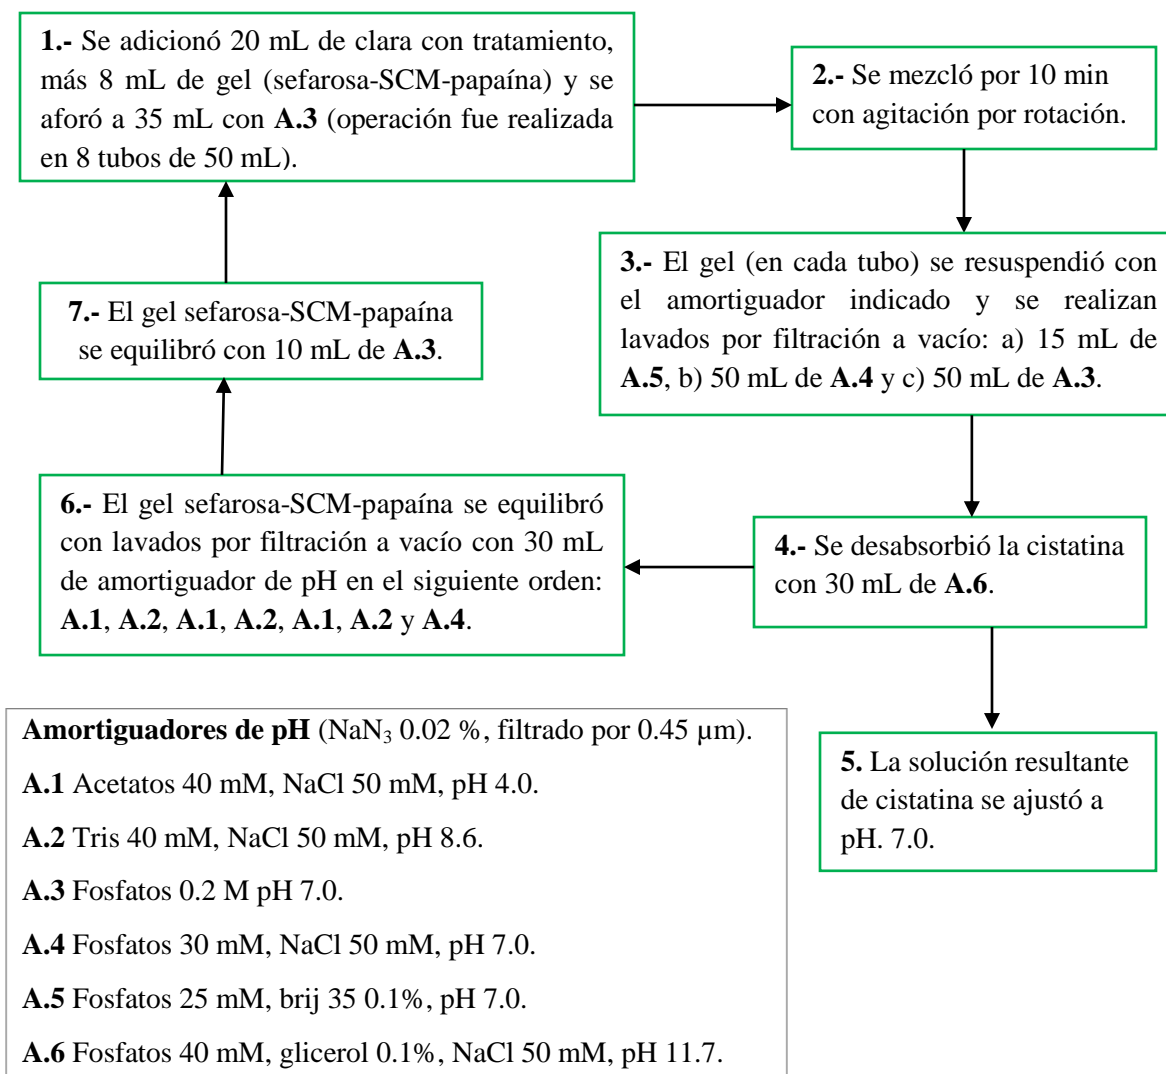 1.- Se adicionó 20 mL de clara con tratamiento,
más 8 mL de gel (sefarosa-SCM-papaína) y se
aforó a 35 mL con A.3 (operación fue realizada
en 8 tubos de 50 mL).
2.- Se mezcló por 10 min
con agitación por rotación.
3.- El gel (en cada tubo) se resuspendió con
el amortiguador indicado y se realizan
lavados por filtración a vacío: a) 15 mL de
A.5, b) 50 mL de A.4 y c) 50 mL de A.3.
7.- El gel sefarosa-SCM-papaína
se equilibró con 10 mL de A.3.
6.- El gel sefarosa-SCM-papaína se equilibró
con lavados por filtración a vacío con 30 mL
de amortiguador de pH en el siguiente orden:
A.1, A.2, A.1, A.2, A.1, A.2 y A.4.
4.- Se desabsorbió la cistatina
con 30 mL de A.6.
5. La solución resultante
de cistatina se ajustó a
pH. 7.0.
Amortiguadores de pH (NaN₃ 0.02 %, filtrado por 0.45 µm).
A.1 Acetatos 40 mM, NaCl 50 mM, pH 4.0.
A.2 Tris 40 mM, NaCl 50 mM, pH 8.6.
A.3 Fosfatos 0.2 M pH 7.0.
A.4 Fosfatos 30 mM, NaCl 50 mM, pH 7.0.
A.5 Fosfatos 25 mM, brij 35 0.1%, pH 7.0.
A.6 Fosfatos 40 mM, glicerol 0.1%, NaCl 50 mM, pH 11.7.